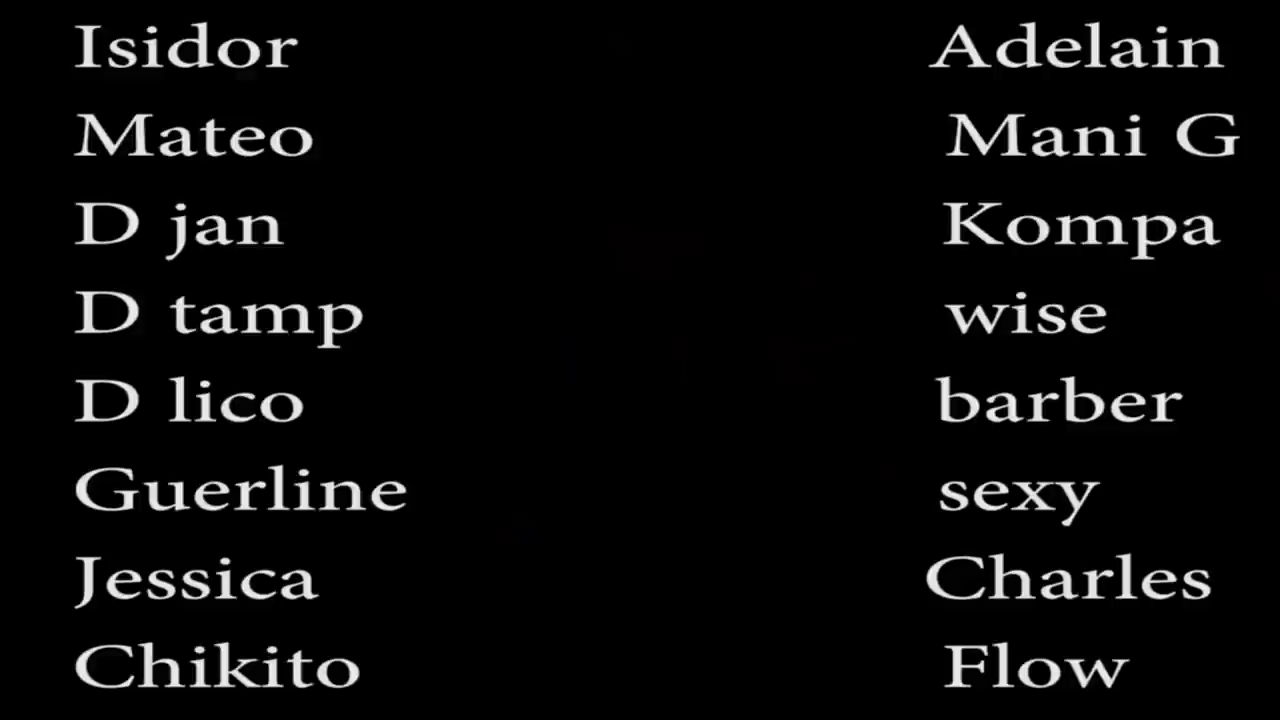 Isidor Adelain
Mateo Mani G
D jan Kompa
D tamp wise
D lico barber
Guerline sexy
Jessica Charles
Chikito Flow